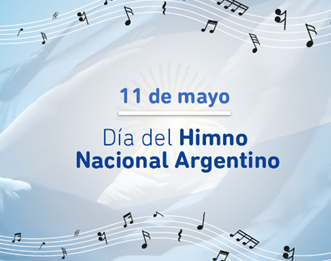 11 de mayo
Día del Himno
Nacional Argentino